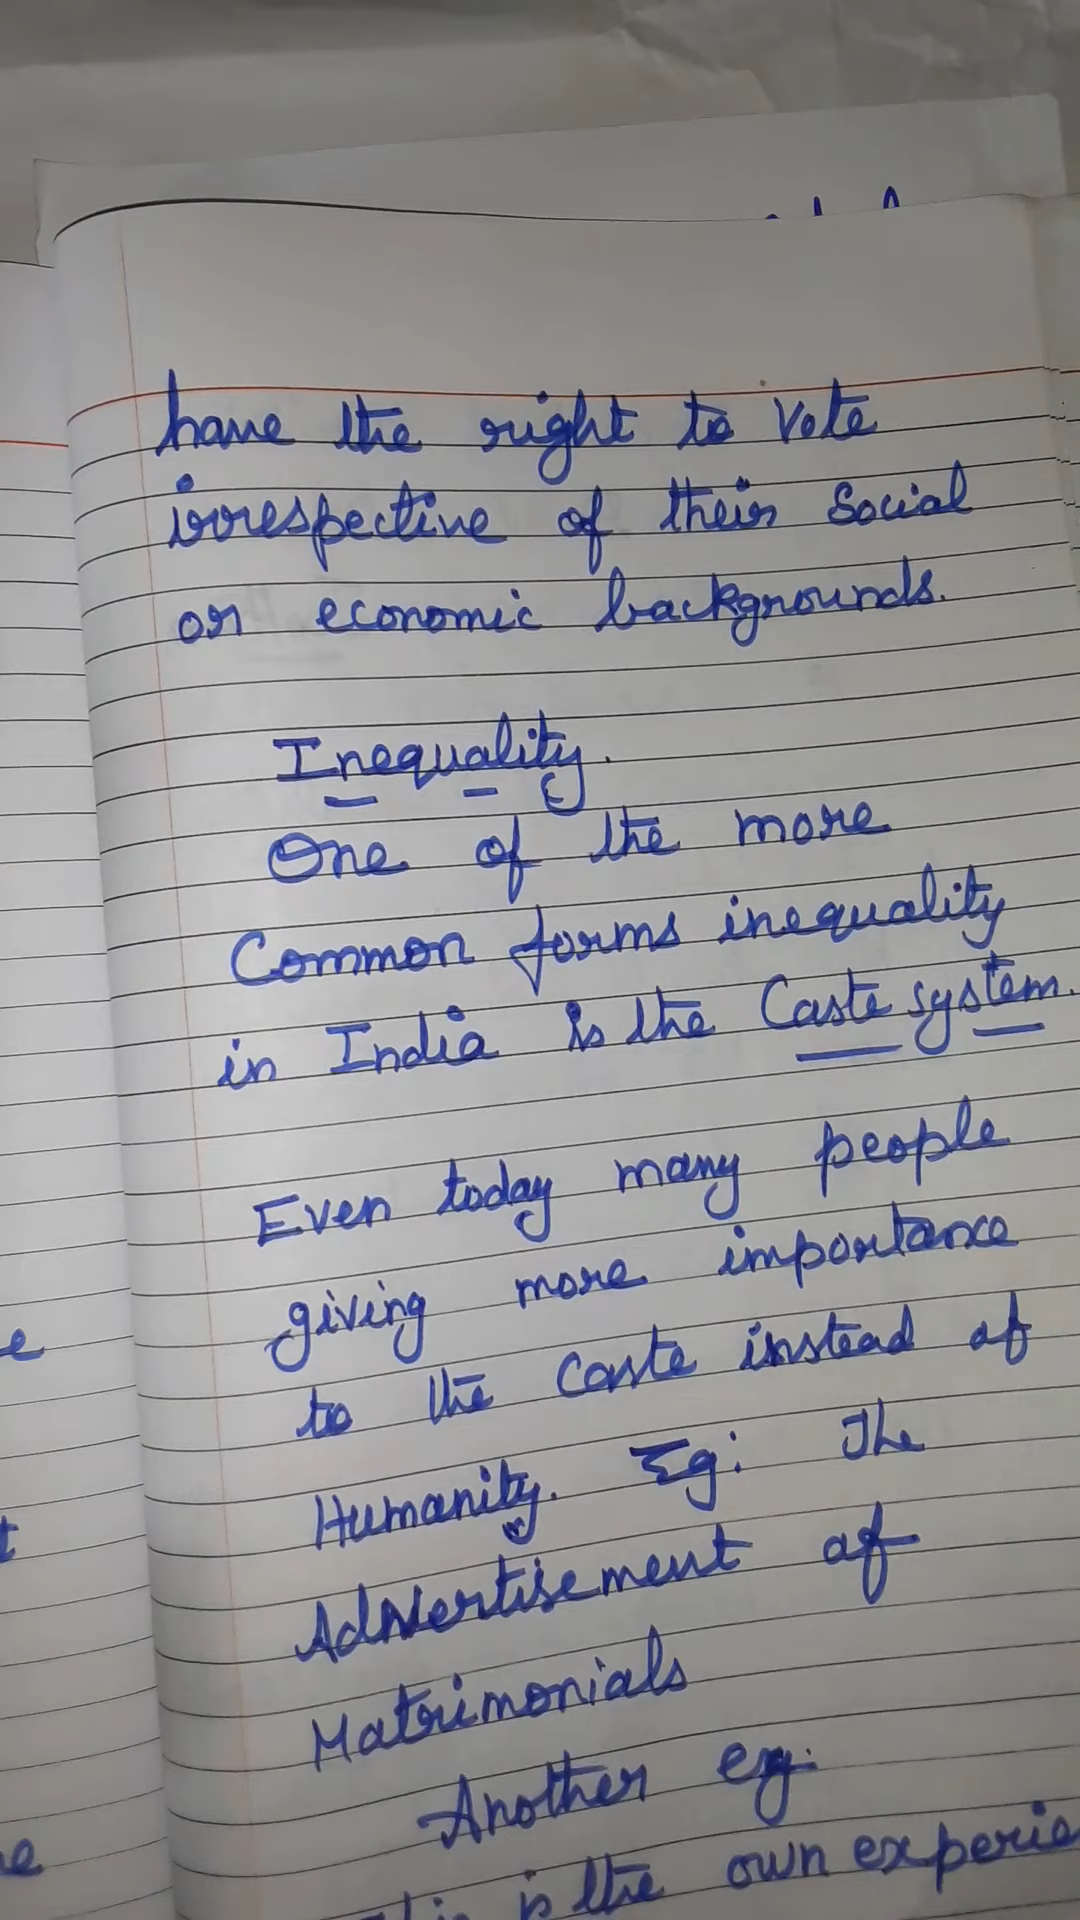 have the right to vote
irrespective of their Social
or economic backgrounds.
Inequality.
One of the more
Common forms inequality
in India is the Caste system.
Even today many people
giving more importance
to the Caste instead of
Humanity. Eg: The
Advertisement of
Matrimonials
Another eg.
is the own experie